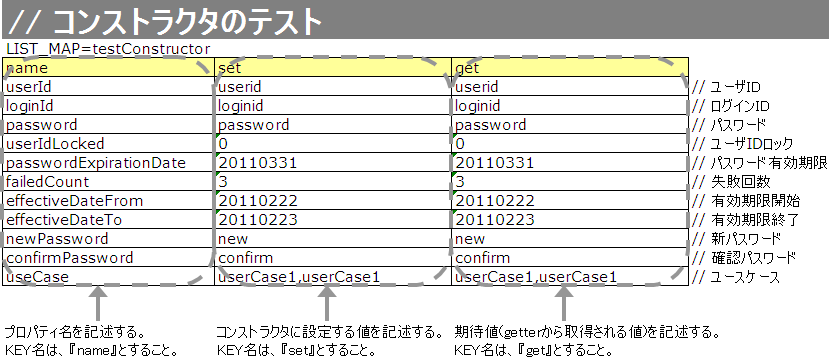 // コンストラクタのテスト
LIST_MAP=testConstructor
name set get
userId userid userid // ユーザID
loginId loginid loginid // ログインID
password password password // パスワード
userIdLocked 0 0 // ユーザIDロック
passwordExpirationDate 20110331 20110331 // パスワード有効期限
failedCount 3 3 // 失敗回数
effectiveDateFrom 20110222 20110222 // 有効期限開始
effectiveDateTo 20110223 20110223 // 有効期限終了
newPassword new new // 新パスワード
confirmPassword confirm confirm // 確認パスワード
useCase userCase1,userCase1 userCase1,userCase1 // ユースケース
プロパティ名を記述する。
KEY名は、『name』とすること。
コンストラクタに設定する値を記述する。
KEY名は、『set』とすること。
期待値(getterから取得される値)を記述する。
KEY名は、『get』とすること。